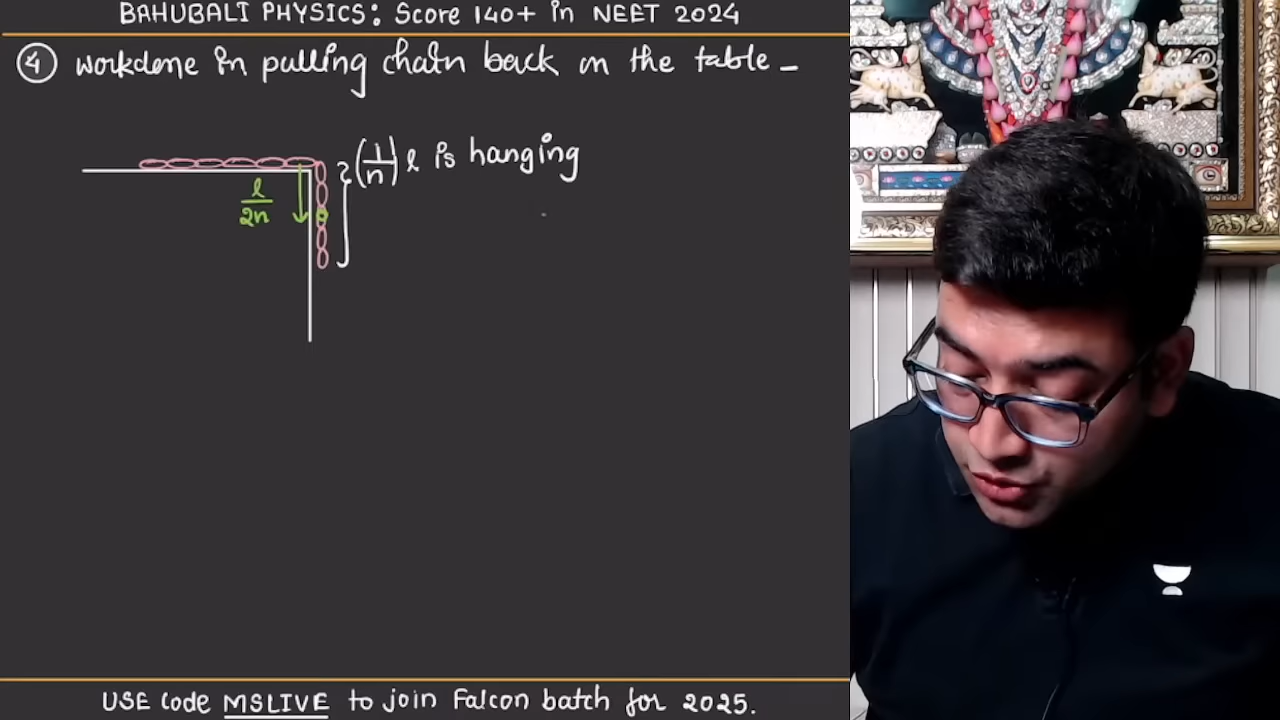 BAHUBALI PHYSICS: Score 140+ in NEET 2024
④ workdone in pulling chain back on the table -
(1/n) l is hanging
l/2n
USE Code MSLIVE to join Falcon batch for 2025.